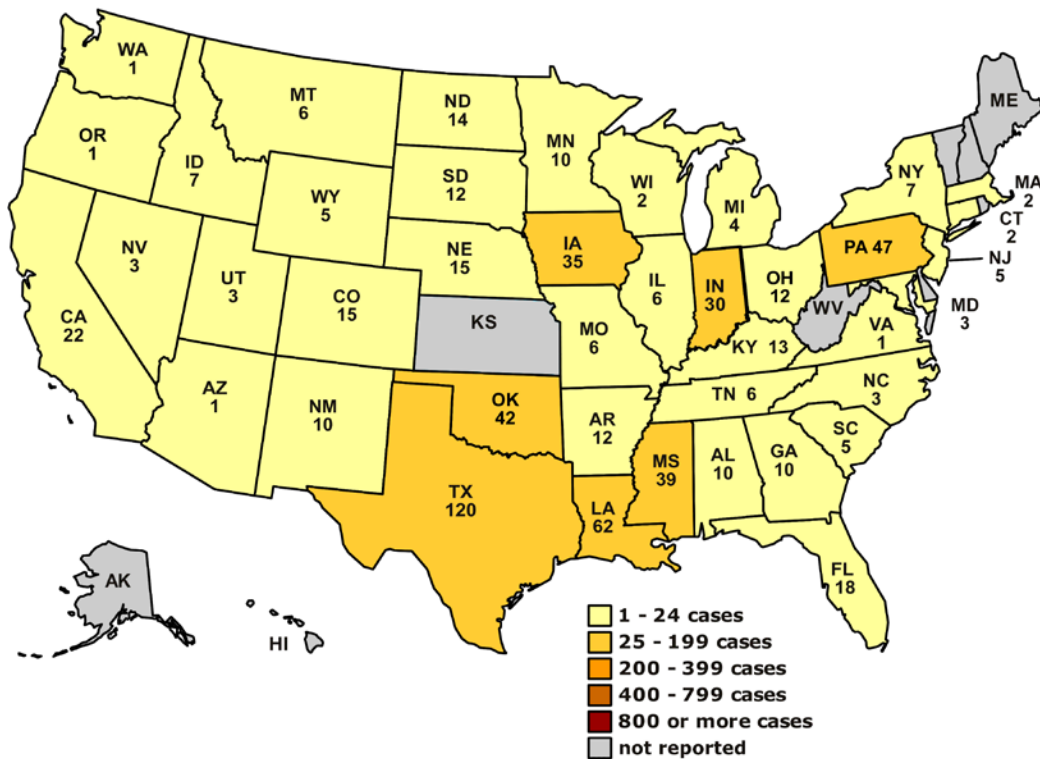 WA
1
MT
6
ND
14
MN
10
ME
OR
1
ID
7
WY
5
SD
12
WI
2
MI
4
NY
7
MA
2
CT
2
NV
3
UT
3
CO
15
NE
15
IA
35
IL
6
IN
30
OH
12
PA 47
NJ
5
MD
3
CA
22
KS
MO
6
KY 13
WV
VA
1
AZ
1
NM
10
OK
42
AR
12
TN 6
NC
3
SC
5
TX
120
LA
62
MS
39
AL
10
GA
10
FL
18
AK
HI
1 - 24 cases
25 - 199 cases
200 - 399 cases
400 - 799 cases
800 or more cases
not reported